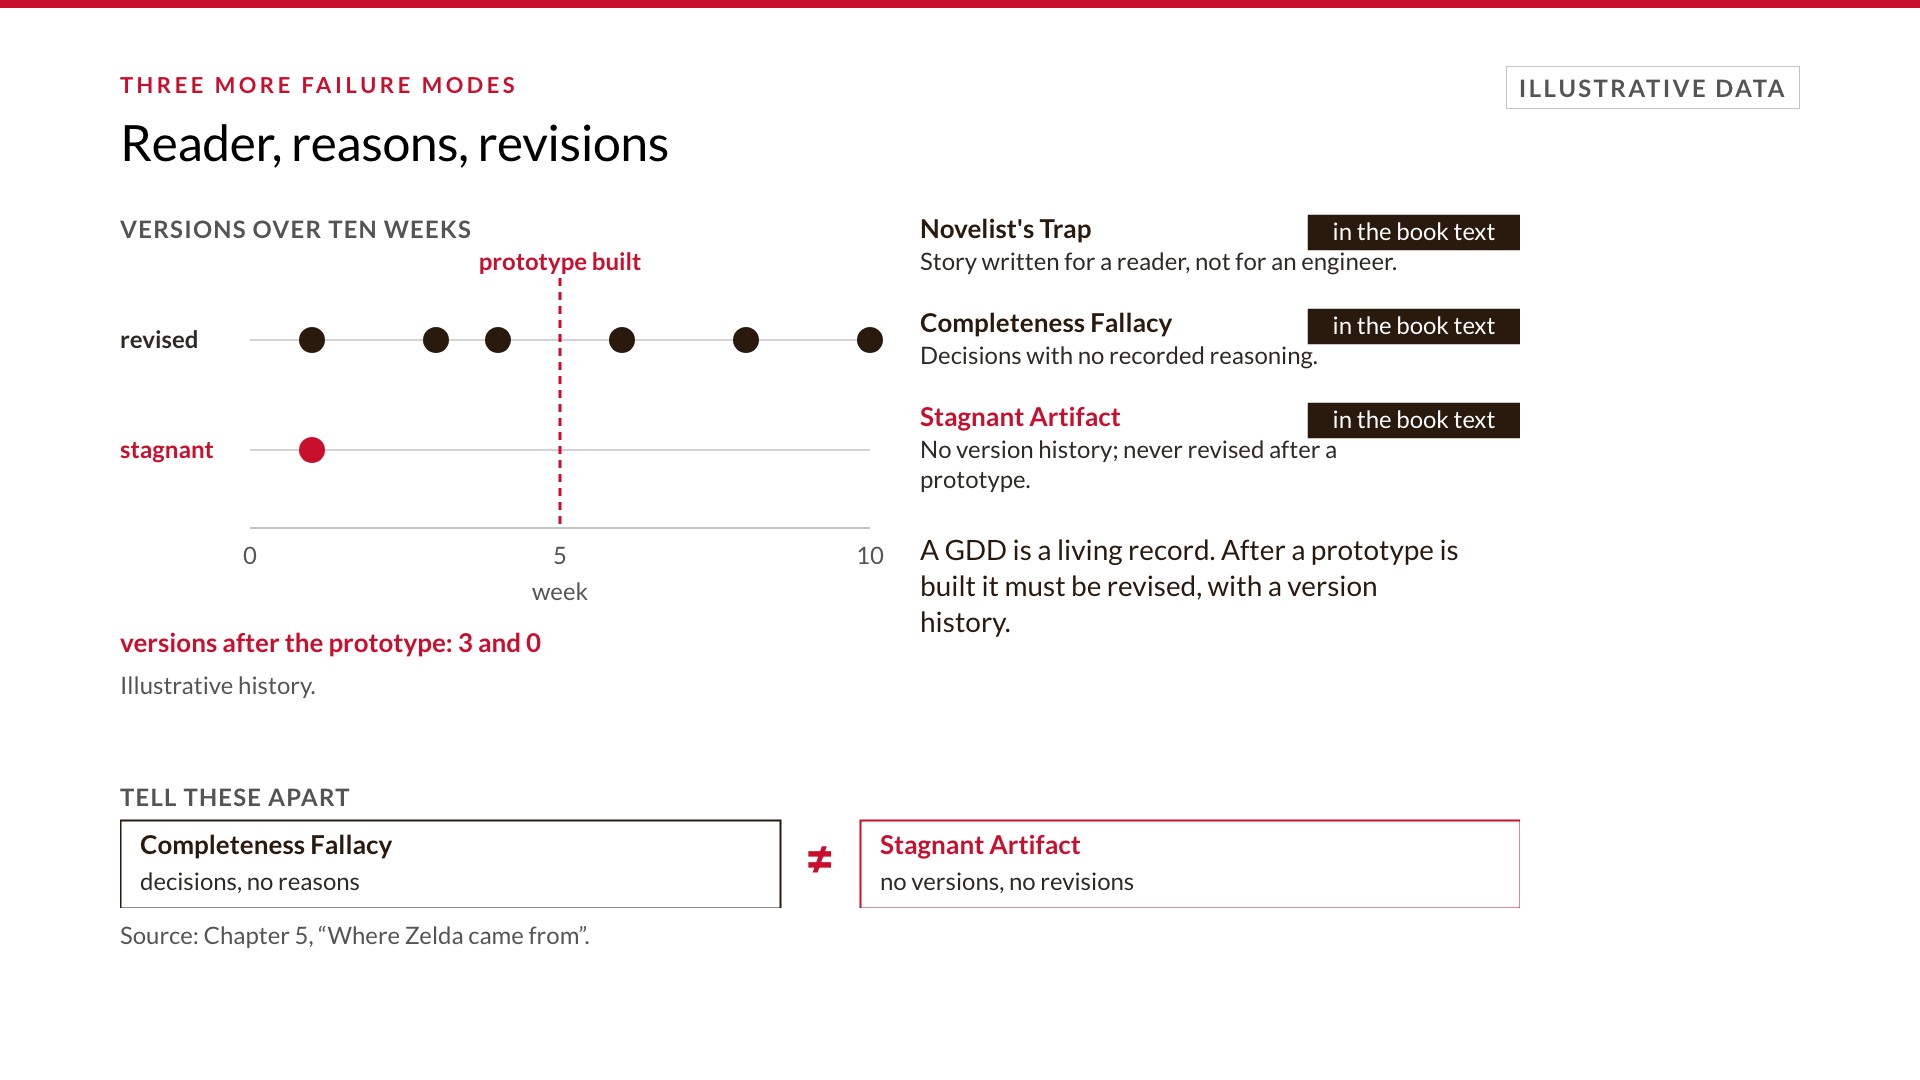 THREE MORE FAILURE MODES
ILLUSTRATIVE DATA
Reader, reasons, revisions
VERSIONS OVER TEN WEEKS
prototype built
revised
stagnant
0 5 10
week
versions after the prototype: 3 and 0
Illustrative history.
Novelist's Trap
in the book text
Story written for a reader, not for an engineer.
Completeness Fallacy
in the book text
Decisions with no recorded reasoning.
Stagnant Artifact
in the book text
No version history; never revised after a
prototype.
A GDD is a living record. After a prototype is
built it must be revised, with a version
history.
TELL THESE APART
Completeness Fallacy
decisions, no reasons
≠
Stagnant Artifact
no versions, no revisions
Source: Chapter 5, “Where Zelda came from”.